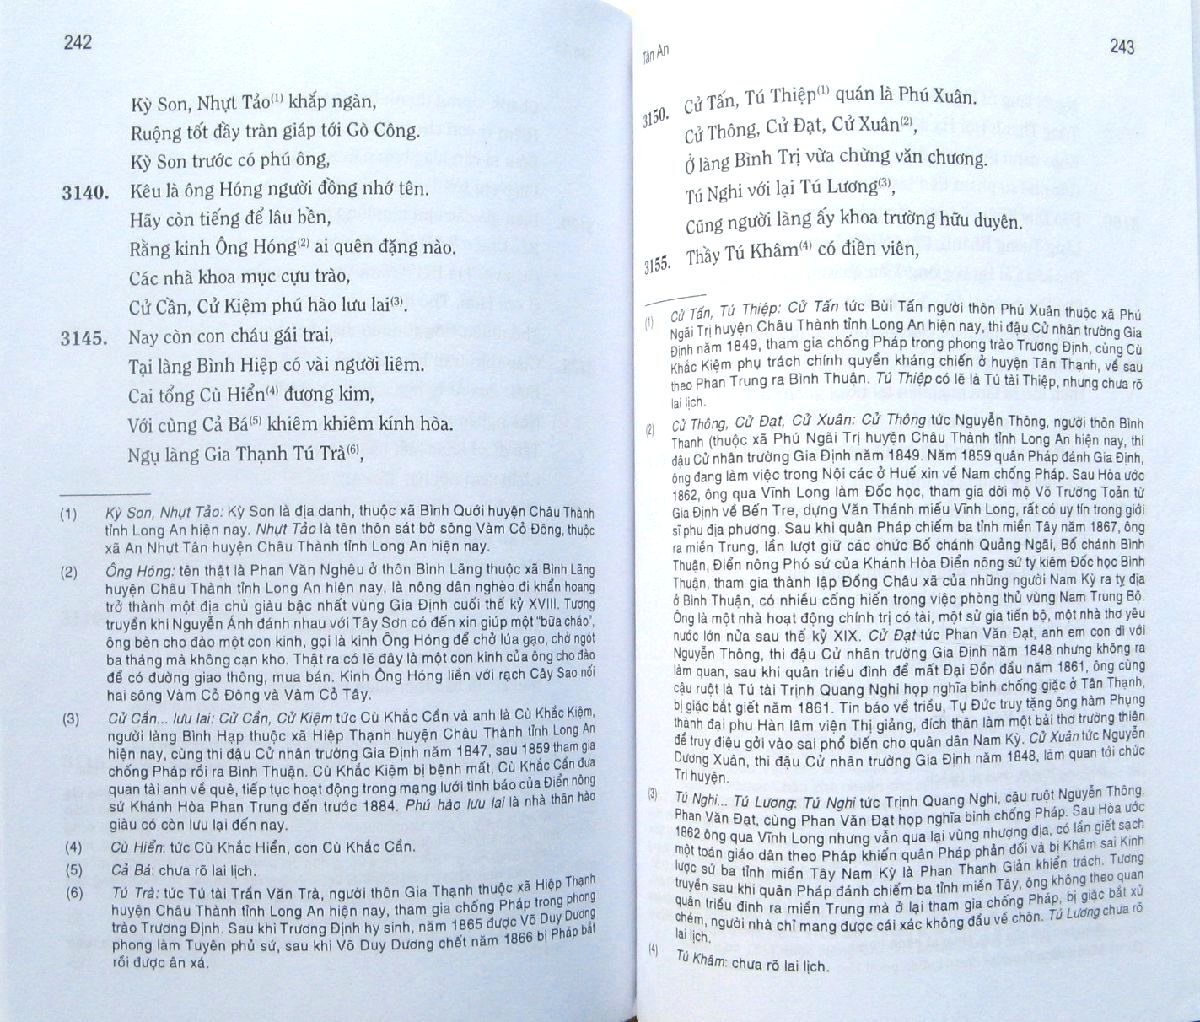 242
Kỳ Son, Nhựt Tảo(1) khắp ngàn,
Ruộng tốt đầy tràn giáp tới Gò Công.
Kỳ Son trước có phú ông,
3140. Kêu là ông Hóng người đồng nhớ tên.
Hãy còn tiếng để lâu bền,
Rằng kinh Ông Hóng(2) ai quên đặng nào.
Các nhà khoa mục cựu trào,
Cử Cần, Cử Kiệm phú hào lưu lai(3).
3145. Nay còn con cháu gái trai,
Tại làng Bình Hiệp có vài người liêm.
Cai tổng Cù Hiển(4) đương kim,
Với cùng Cả Bá(5) khiêm khiêm kính hòa.
Ngụ làng Gia Thạnh Tú Trà(6),
(1) Kỳ Son, Nhựt Tảo: Kỳ Son là địa danh, thuộc xã Bình Quới huyện Châu Thành
tỉnh Long An hiện nay. Nhựt Tảo là tên thôn sát bờ sông Vàm Cỏ Đông, thuộc
xã An Nhựt Tân huyện Châu Thành tỉnh Long An hiện nay.
(2) Ông Hóng: tên thật là Phan Văn Nghêu ở thôn Bình Lãng thuộc xã Bình Lãng
huyện Châu Thành tỉnh Long An hiện nay, là nông dân nghèo đi khẩn hoang
trở thành một địa chủ giàu bậc nhất vùng Gia Định cuối thế kỷ XVIII. Tương
truyền khi Nguyễn Ánh đánh nhau với Tây Sơn có đến xin giúp một "bữa cháo",
ông bèn cho đào một con kinh, gọi là kinh Ông Hóng để chở lúa gạo, chở ngót
ba tháng mà không cạn kho. Thật ra có lẽ đây là một con kinh của ông cho đào
để có đường giao thông, mua bán. Kinh Ông Hóng liền với rạch Cây Sao nối
hai sông Vàm Cỏ Đông và Vàm Cỏ Tây.
(3) Cử Cần... lưu lai: Cử Cần, Cử Kiệm tức Cù Khắc Cần và anh là Cù Khắc Kiệm,
người làng Bình Hạp thuộc xã Hiệp Thạnh huyện Châu Thành tỉnh Long An
hiện nay, cùng thi đậu Cử nhân trường Gia Định năm 1847, sau 1859 tham gia
chống Pháp rồi ra Bình Thuận. Cù Khắc Kiệm bị bệnh mất, Cù Khắc Cần đưa
quan tài anh về quê, tiếp tục hoạt động trong mạng lưới tình báo của Điển nông
sứ Khánh Hòa Phan Trung đến trước 1884. Phú hào lưu lai là nhà thân hào
giàu có còn lưu lại đến nay.
(4) Cù Hiển: tức Cù Khắc Hiển, con Cù Khắc Cần.
(5) Cả Bá: chưa rõ lai lịch.
(6) Tú Trà: tức Tú tài Trần Văn Trà, người thôn Gia Thạnh thuộc xã Hiệp Thạnh
huyện Châu Thành tỉnh Long An hiện nay, tham gia chống Pháp trong phong
trào Trương Định. Sau khi Trương Định hy sinh, năm 1865 được Võ Duy Dương
phong làm Tuyên phủ sứ, sau khi Võ Duy Dương chết năm 1866 bị Pháp bắt
rồi được ân xá.
Tân An
243
Cử Tấn, Tú Thiệp(1) quán là Phú Xuân.
3150. Cử Thông, Cử Đạt, Cử Xuân(2),
Ở làng Bình Trị vừa chừng văn chương.
Tú Nghi với lại Tú Lương(3),
Cũng người làng ấy khoa trường hữu duyên.
3155. Thầy Tú Khâm(4) có điền viên,
(1) Cử Tấn, Tú Thiệp: Cử Tấn tức Bùi Tấn người thôn Phú Xuân thuộc xã Phú
Ngãi Trị huyện Châu Thành tỉnh Long An hiện nay, thi đậu Cử nhân trường Gia
Định năm 1849, tham gia chống Pháp trong phong trào Trương Định, cùng Cù
Khắc Kiệm phụ trách chính quyền kháng chiến ở huyện Tân Thạnh, về sau
theo Phan Trung ra Bình Thuận. Tú Thiệp có lẽ là Tú tài Thiệp, nhưng chưa rõ
lai lịch.
(2) Cử Thông, Cử Đạt, Cử Xuân: Cử Thông tức Nguyễn Thông, người thôn Bình
Thanh (thuộc xã Phú Ngãi Trị huyện Châu Thành tỉnh Long An hiện nay, thi
đậu Cử nhân trường Gia Định năm 1849. Năm 1859 quân Pháp đánh Gia Định,
ông đang làm việc trong Nội các ở Huế xin về Nam chống Pháp. Sau Hòa ước
1862, ông qua Vĩnh Long làm Đốc học, tham gia dời mộ Võ Trường Toản từ
Gia Định về Bến Tre, dựng Văn Thánh miếu Vĩnh Long, rất có uy tín trong giới
sĩ phu địa phương. Sau khi quân Pháp chiếm ba tỉnh miền Tây năm 1867, ông
ra miền Trung, lần lượt giữ các chức Bố chánh Quảng Ngãi, Bố chánh Bình
Thuận, Điển nông Phó sứ của Khánh Hòa Điển nông sứ ty kiêm Đốc học Bình
Thuận, tham gia thành lập Đồng Châu xã của những người Nam Kỳ ra tỵ địa
ở Bình Thuận, có nhiều cống hiến trong việc phòng thủ vùng Nam Trung Bộ.
Ông là một nhà hoạt động chính trị có tài, một sử gia tiến bộ, một nhà thơ yêu
nước lớn nửa sau thế kỷ XIX. Cử Đạt tức Phan Văn Đạt, anh em con dì với
Nguyễn Thông, thi đậu Cử nhân trường Gia Định năm 1848 nhưng không ra
làm quan, sau khi quân triều đình để mất Đại Đồn đầu năm 1861, ông cùng
cậu ruột là Tú tài Trịnh Quang Nghi họp nghĩa binh chống giặc ở Tân Thạnh,
bị giặc bắt giết năm 1861. Tin báo về triều, Tự Đức truy tặng ông hàm Phụng
thành đại phu Hàn lâm viện Thị giảng, đích thân làm một bài thơ trường thiên
để truy điệu gởi vào sai phổ biến cho quân dân Nam Kỳ. Cử Xuân tức Nguyễn
Dương Xuân, thi đậu Cử nhân trường Gia Định năm 1848, làm quan tới chức
Tri huyện.
(3) Tú Nghi... Tú Lương: Tú Nghi tức Trịnh Quang Nghi, cậu ruột Nguyễn Thông,
Phan Văn Đạt, cùng Phan Văn Đạt họp nghĩa binh chống Pháp. Sau Hòa ước
1862 ông qua Vĩnh Long nhưng vẫn qua lại vùng nhượng địa, có lần giết sạch
một toán giáo dân theo Pháp khiến quân Pháp phản đối và bị Khâm sai Kinh
lược sứ ba tỉnh miền Tây Nam Kỳ là Phan Thanh Giản khiển trách. Tương
truyền sau khi quân Pháp đánh chiếm ba tỉnh miền Tây, ông không theo quan
quân triều đình ra miền Trung mà ở lại tham gia chống Pháp, bị giặc bắt xử
chém, người nhà chỉ mang được cái xác không đầu về chôn. Tú Lương chưa rõ
lai lịch.
(4) Tú Khâm: chưa rõ lai lịch.